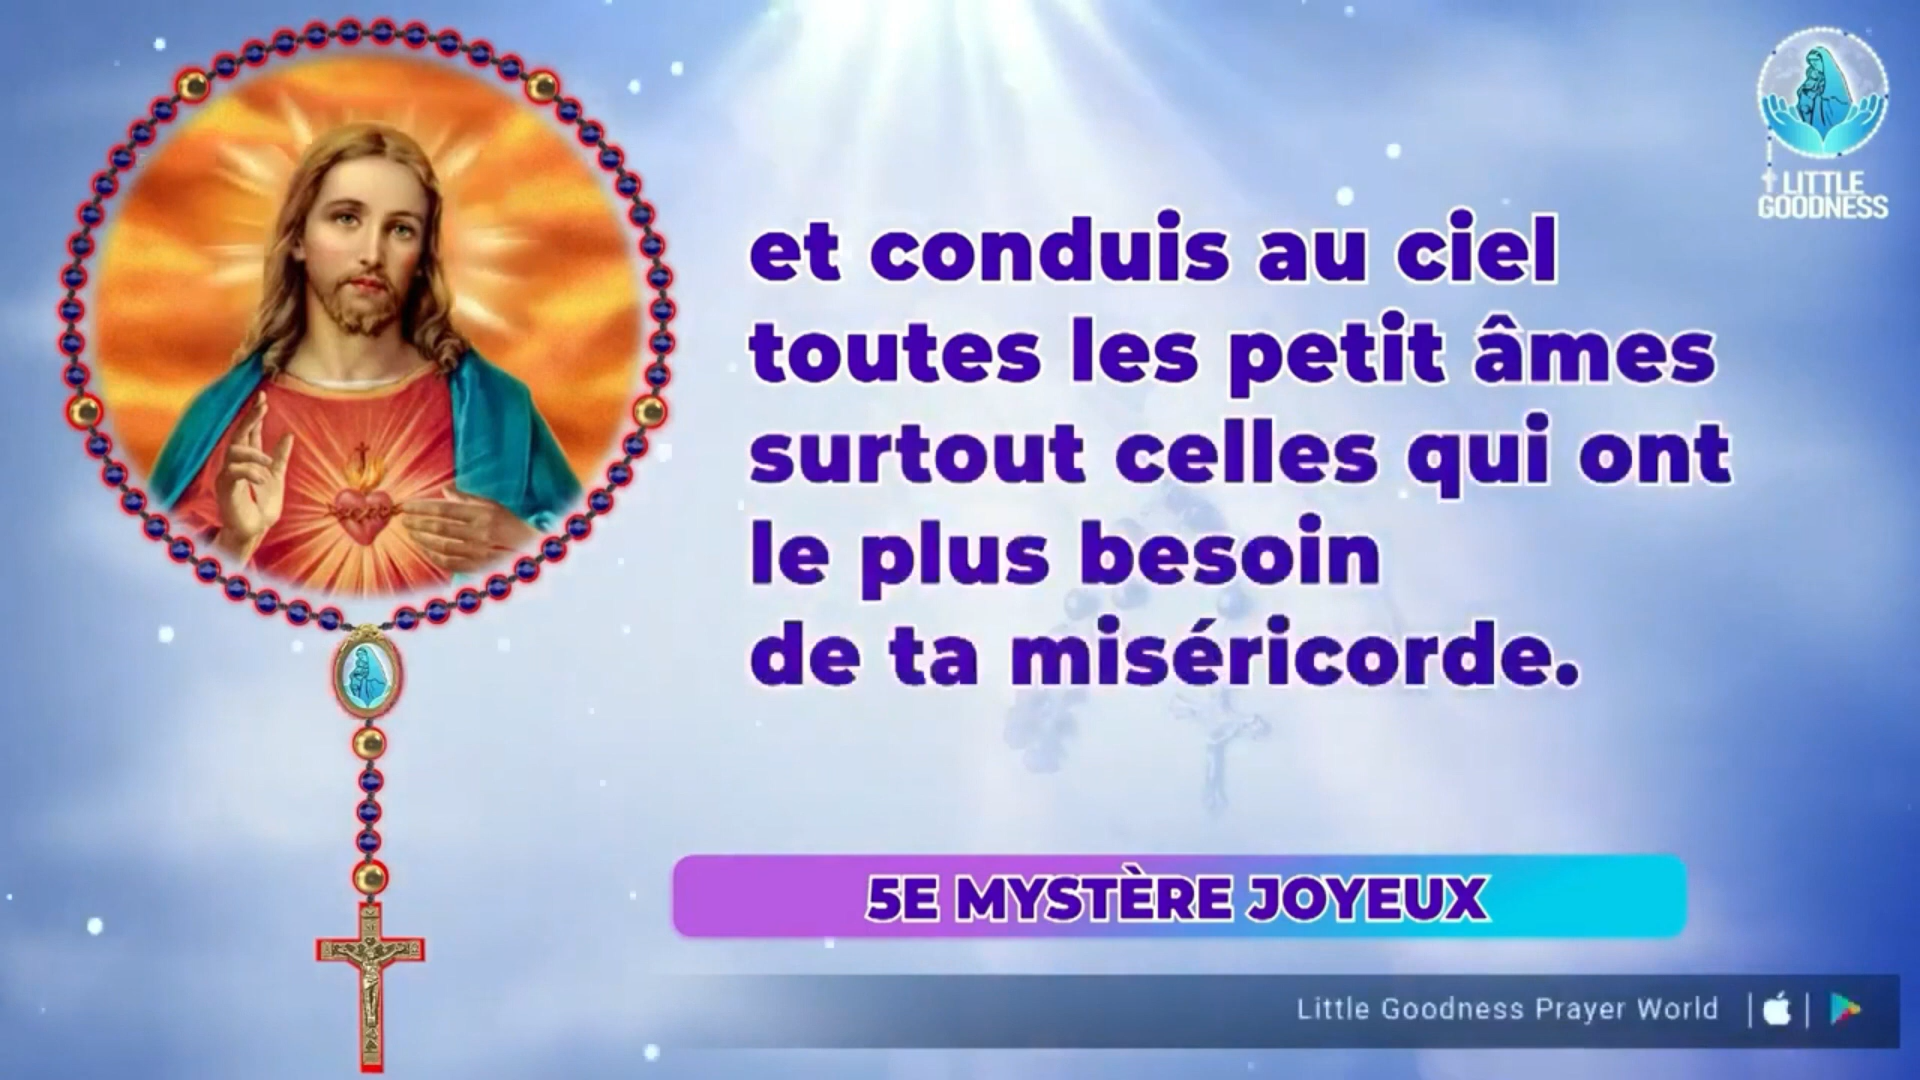 LITTLE
GOODNESS
et conduis au ciel
toutes les petit âmes
surtout celles qui ont
le plus besoin
de ta miséricorde.
5E MYSTÈRE JOYEUX
Little Goodness Prayer World